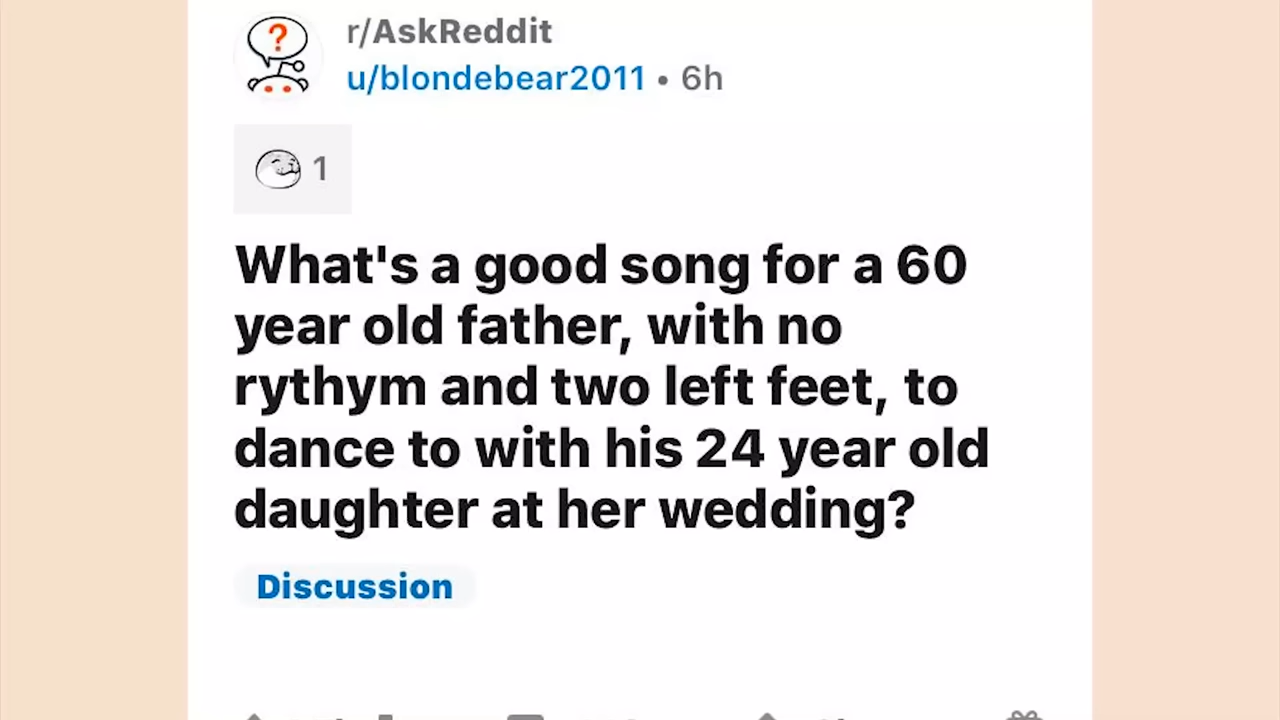 r/AskReddit
u/blondebear2011 • 6h
1
What's a good song for a 60
year old father, with no
rythym and two left feet, to
dance to with his 24 year old
daughter at her wedding?
Discussion